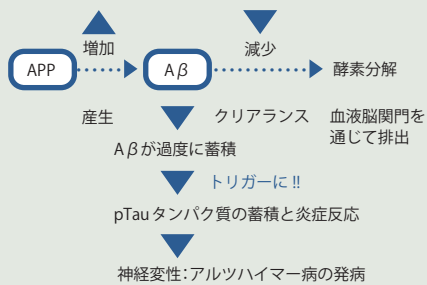 増加
減少
APP
Aβ
酵素分解
産生
クリアランス
血液脳関門を
通じて排出
Aβが過度に蓄積
トリガーに!!
pTauタンパク質の蓄積と炎症反応
神経変性:アルツハイマー病の発病